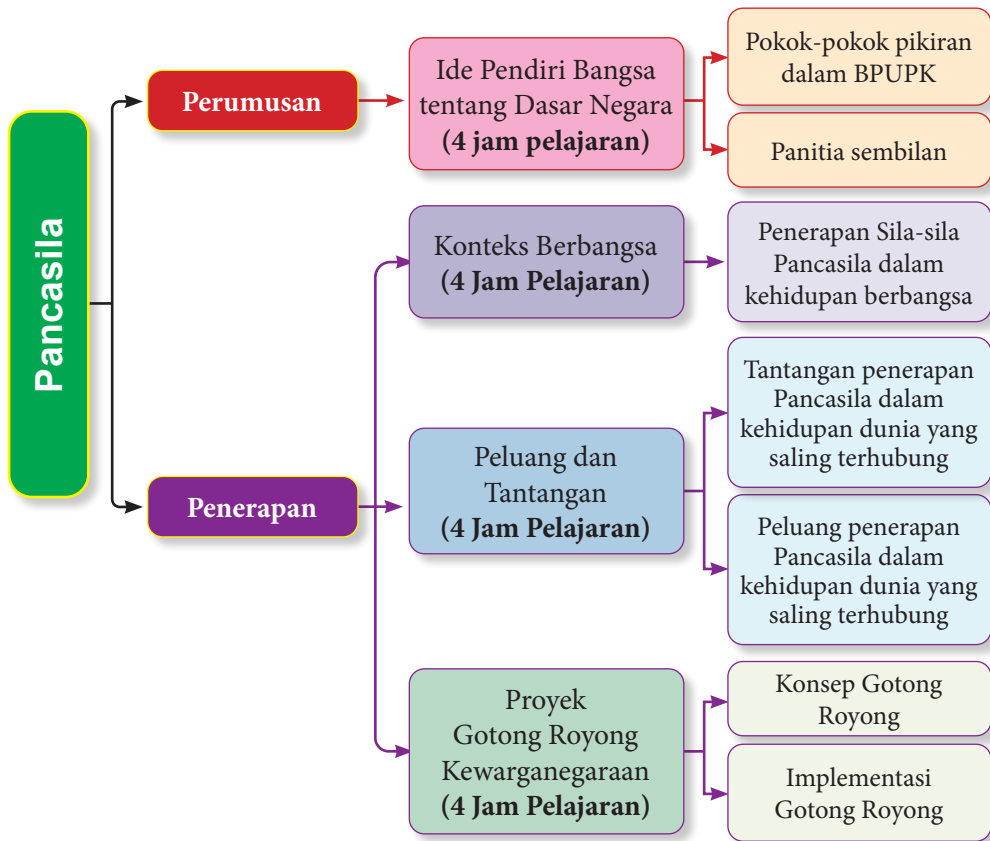 Pancasila
Perumusan
Ide Pendiri Bangsa
tentang Dasar Negara
(4 jam pelajaran)
Pokok-pokok pikiran
dalam BPUPK
Panitia sembilan
Penerapan
Konteks Berbangsa
(4 Jam Pelajaran)
Penerapan Sila-sila
Pancasila dalam
kehidupan berbangsa
Peluang dan
Tantangan
(4 Jam Pelajaran)
Tantangan penerapan
Pancasila dalam
kehidupan dunia yang
saling terhubung
Peluang penerapan
Pancasila dalam
kehidupan dunia yang
saling terhubung
Proyek
Gotong Royong
Kewarganegaraan
(4 Jam Pelajaran)
Konsep Gotong
Royong
Implementasi
Gotong Royong